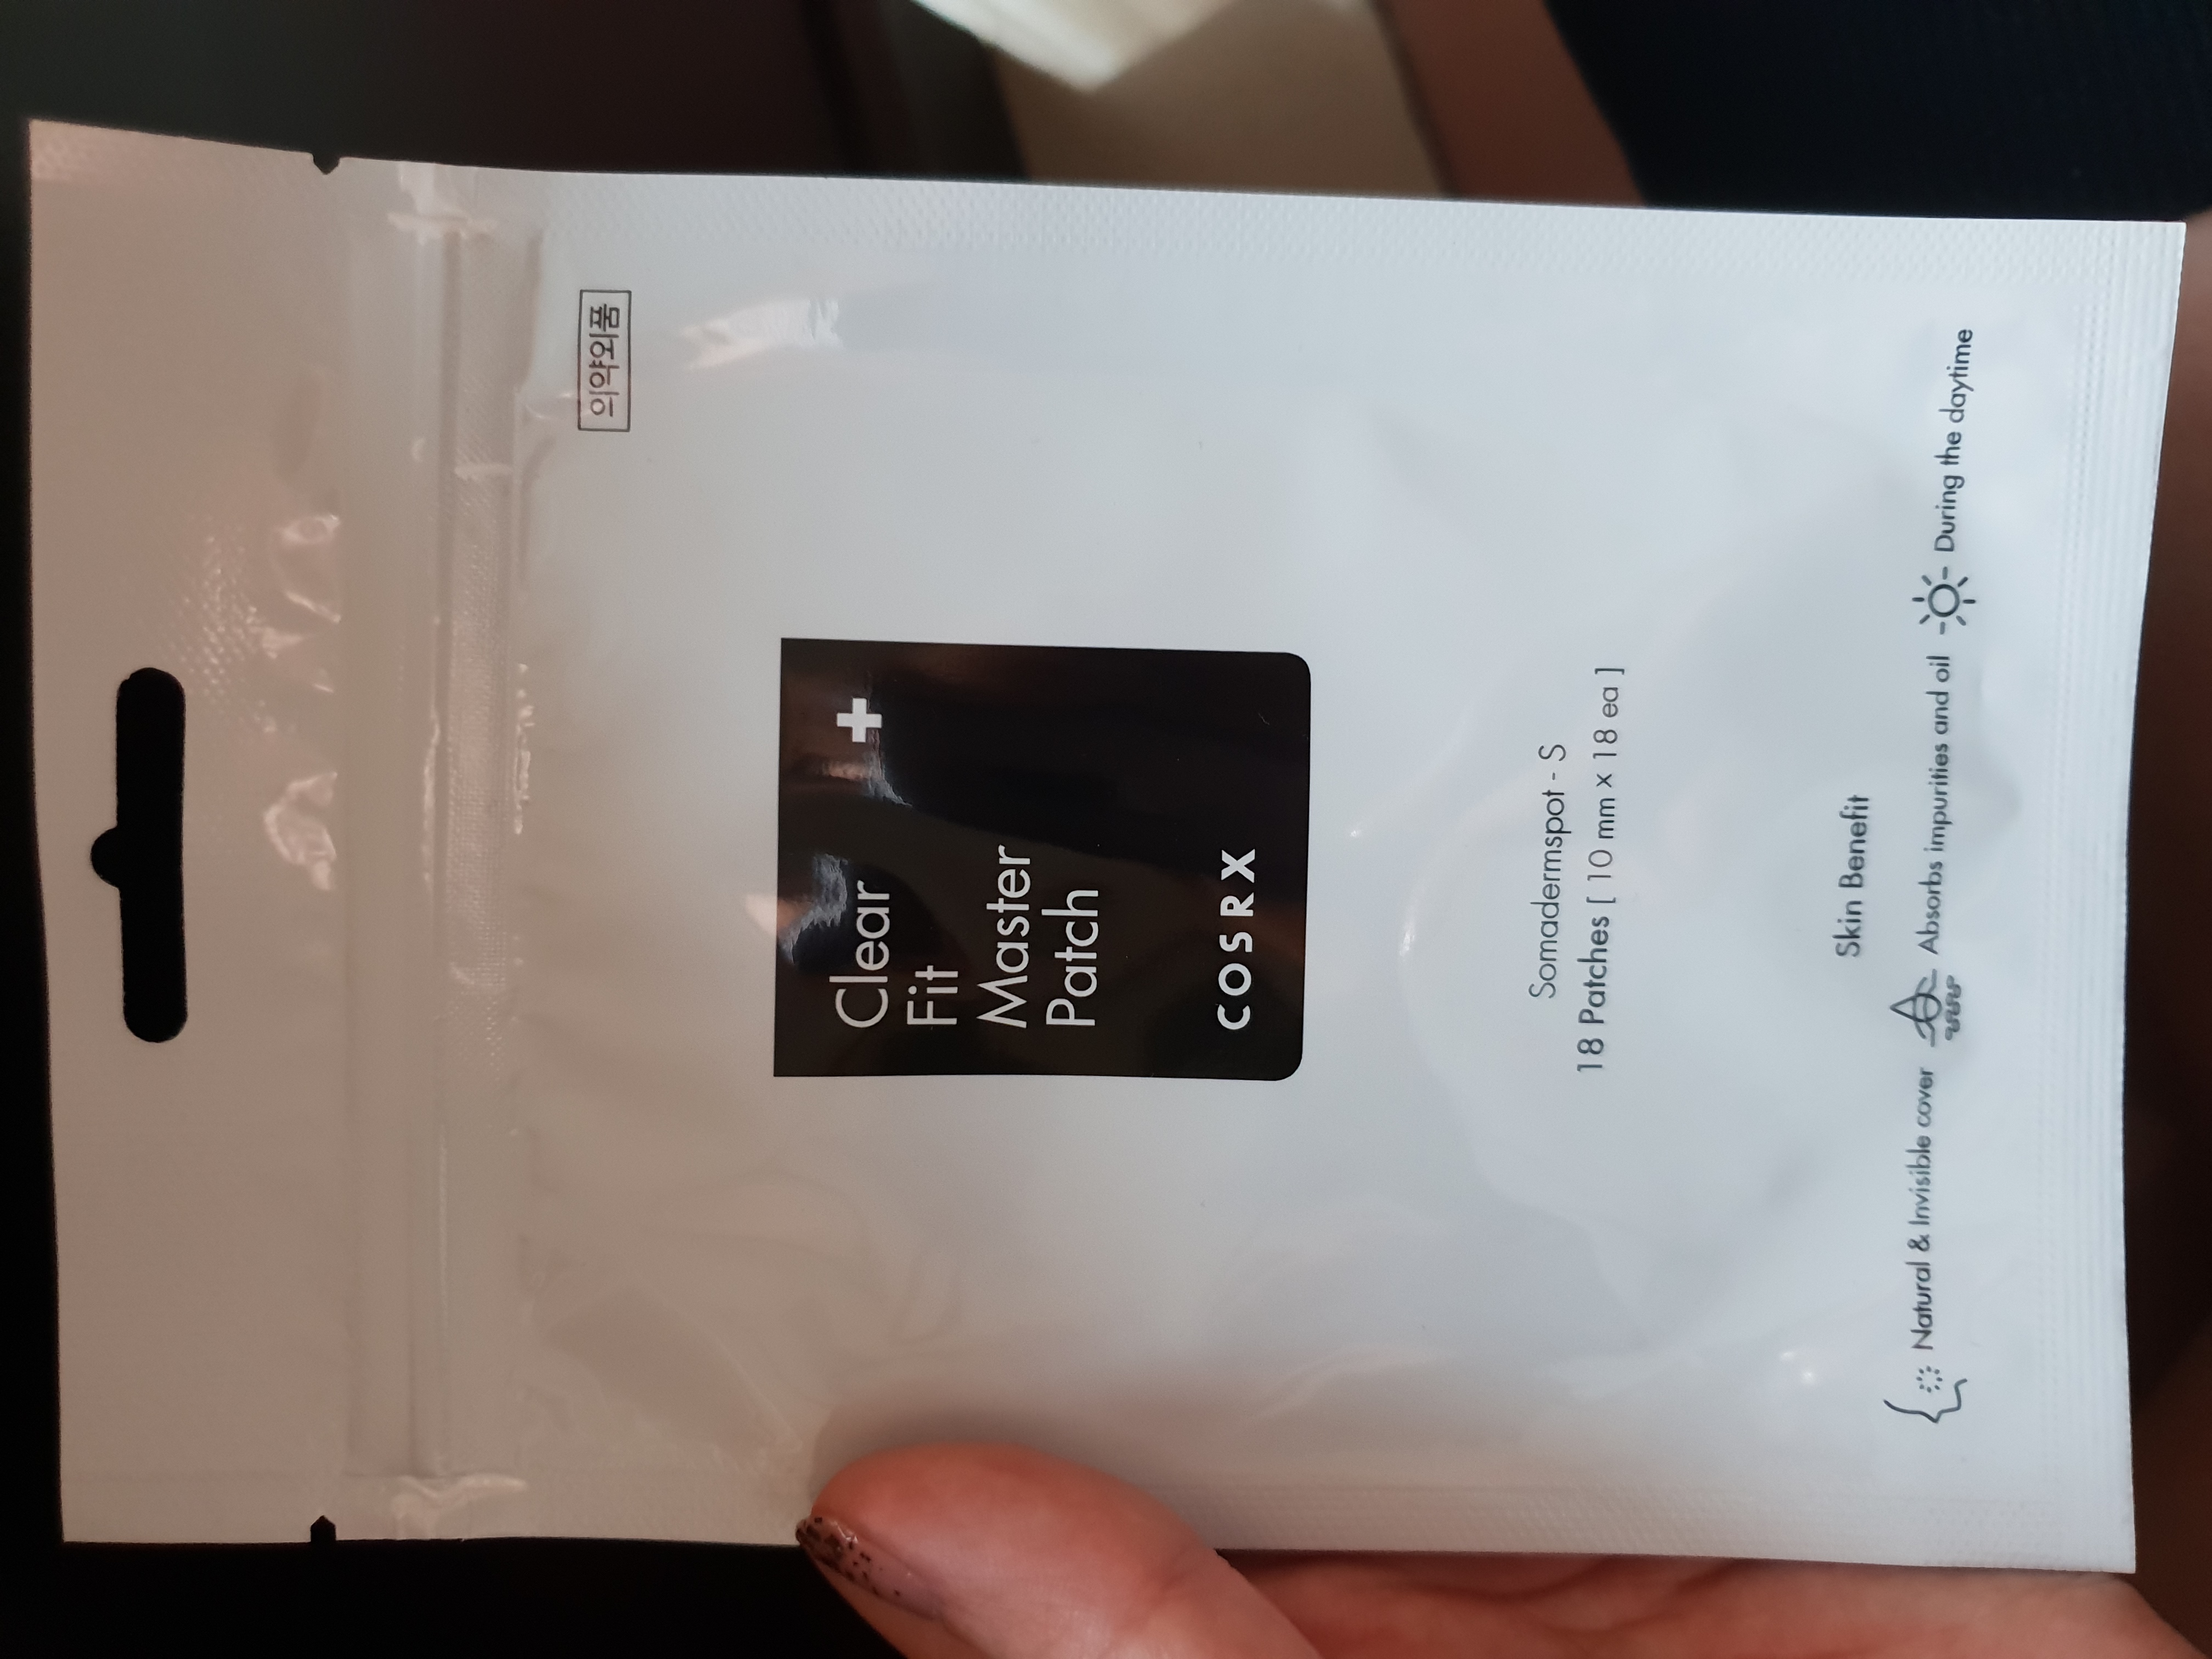 의약외품
Clear
Fit
Master
Patch
COSRX
Somadermspot - S
18 Patches [ 10 mm x 18 ea ]
Skin Benefit
Natural & Invisible cover Absorbs impurities and oil During the daytime